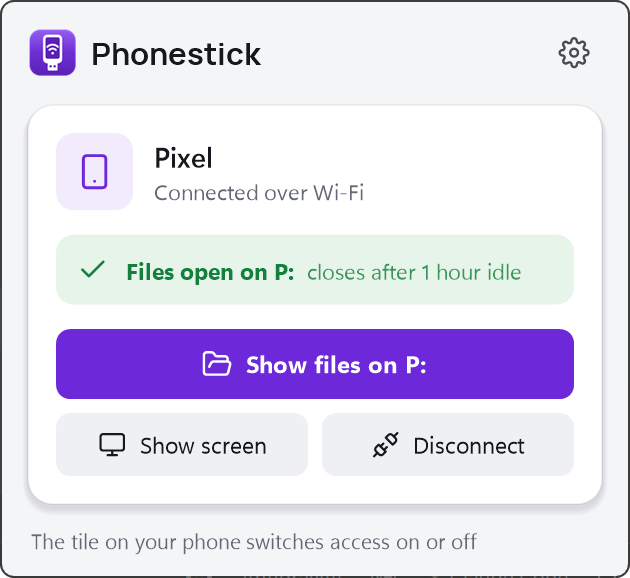 Phonestick
Pixel
Connected over Wi-Fi
Files open on P: closes after 1 hour idle
Show files on P:
Show screen
Disconnect
The tile on your phone switches access on or off